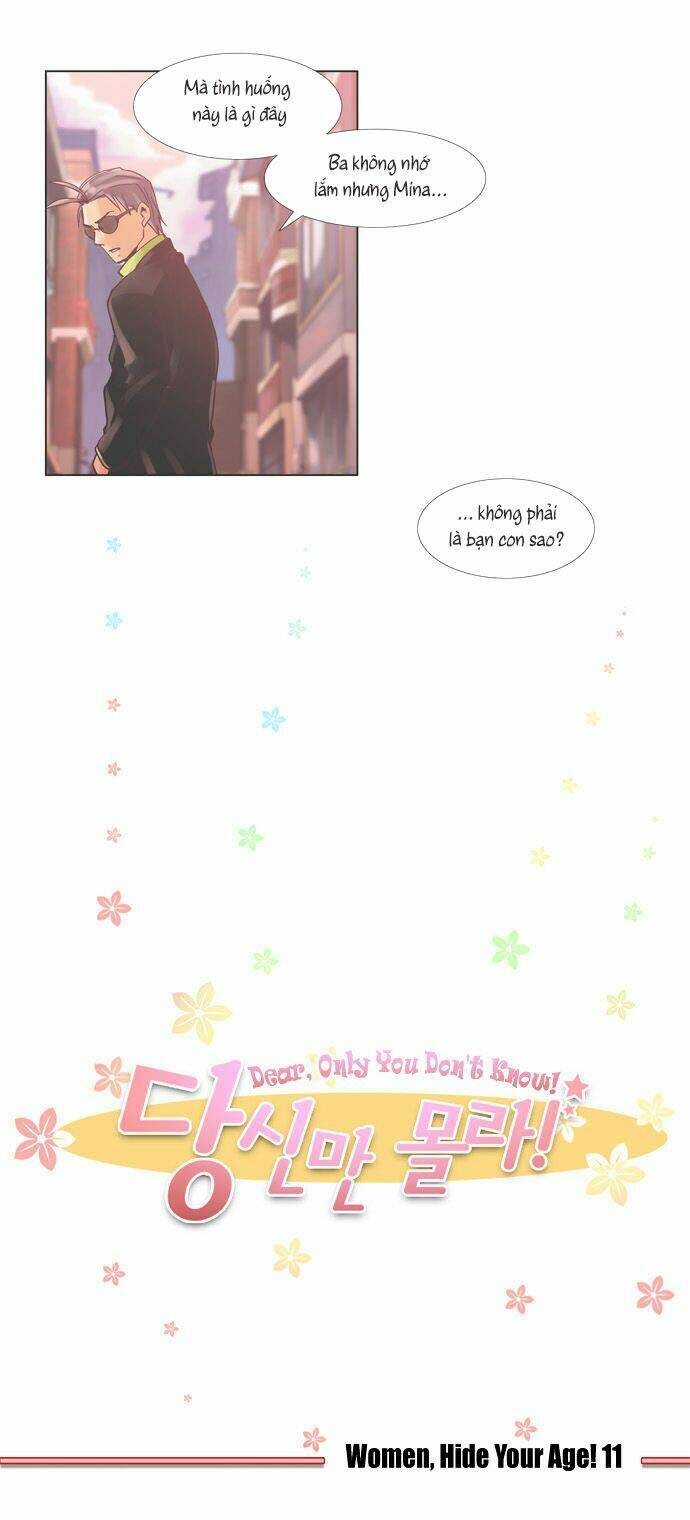 Mà tình huống
này là gì đây
Ba không nhớ
lắm nhưng Mina...
... không phải
là bạn con sao?
Dear, Only You Don't Know!
당신만 몰라!
Women, Hide Your Age! 11